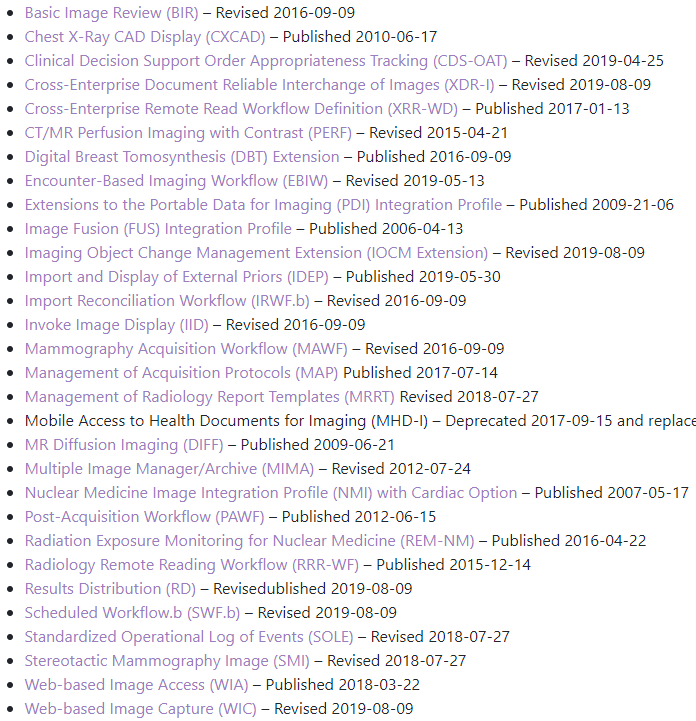 Basic Image Review (BIR) – Revised 2016-09-09
Chest X-Ray CAD Display (CXCAD) – Published 2010-06-17
Clinical Decision Support Order Appropriateness Tracking (CDS-OAT) – Revised 2019-04-25
Cross-Enterprise Document Reliable Interchange of Images (XDR-I) – Revised 2019-08-09
Cross-Enterprise Remote Read Workflow Definition (XRR-WD) – Published 2017-01-13
CT/MR Perfusion Imaging with Contrast (PERF) – Revised 2015-04-21
Digital Breast Tomosynthesis (DBT) Extension – Published 2016-09-09
Encounter-Based Imaging Workflow (EBIW) – Revised 2019-05-13
Extensions to the Portable Data for Imaging (PDI) Integration Profile – Published 2009-21-06
Image Fusion (FUS) Integration Profile – Published 2006-04-13
Imaging Object Change Management Extension (IOCM Extension) – Revised 2019-08-09
Import and Display of External Priors (IDEP) – Published 2019-05-30
Import Reconciliation Workflow (IRWF.b) – Revised 2016-09-09
Invoke Image Display (IID) – Revised 2016-09-09
Mammography Acquisition Workflow (MAWF) – Revised 2016-09-09
Management of Acquisition Protocols (MAP) Published 2017-07-14
Management of Radiology Report Templates (MRRT) Revised 2018-07-27
Mobile Access to Health Documents for Imaging (MHD-I) – Deprecated 2017-09-15 and replace
MR Diffusion Imaging (DIFF) – Published 2009-06-21
Multiple Image Manager/Archive (MIMA) – Revised 2012-07-24
Nuclear Medicine Image Integration Profile (NMI) with Cardiac Option – Published 2007-05-17
Post-Acquisition Workflow (PAWF) – Published 2012-06-15
Radiation Exposure Monitoring for Nuclear Medicine (REM-NM) – Published 2016-04-22
Radiology Remote Reading Workflow (RRR-WF) – Published 2015-12-14
Results Distribution (RD) – Revisedublished 2019-08-09
Scheduled Workflow.b (SWF.b) – Revised 2019-08-09
Standardized Operational Log of Events (SOLE) – Revised 2018-07-27
Stereotactic Mammography Image (SMI) – Revised 2018-07-27
Web-based Image Access (WIA) – Published 2018-03-22
Web-based Image Capture (WIC) – Revised 2019-08-09